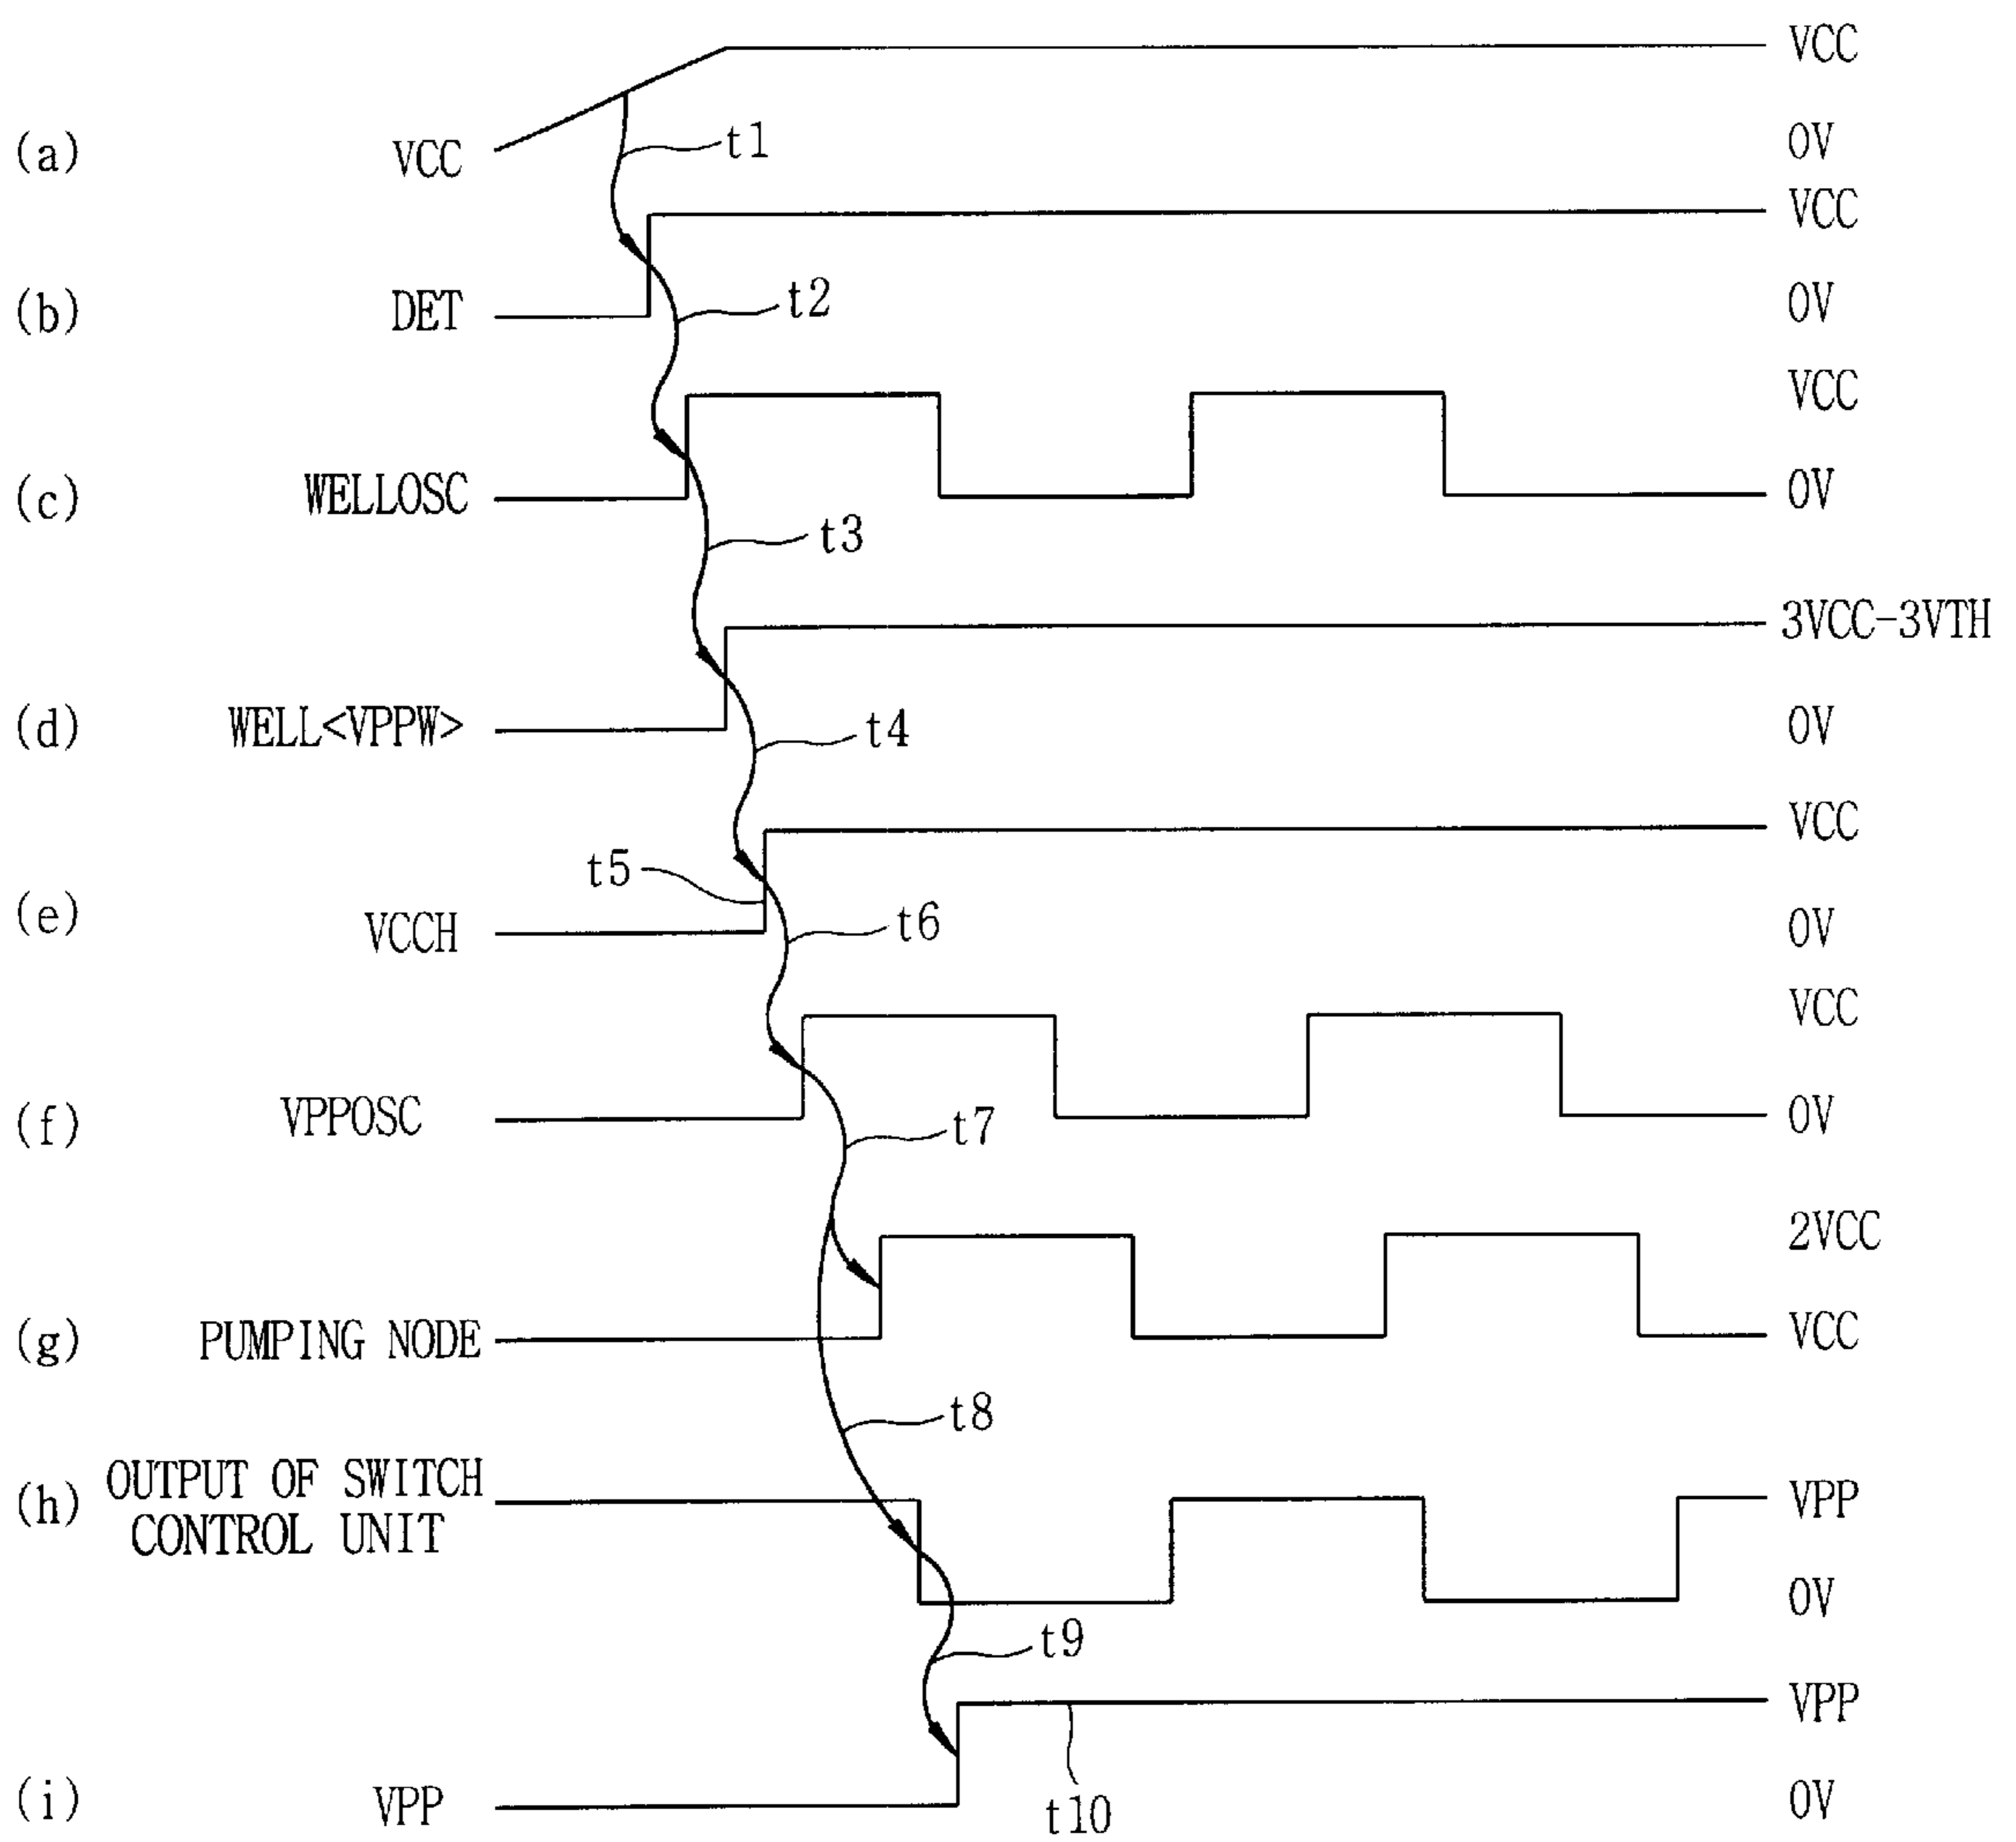 VCC
(a) VCC t1 0V
VCC
(b) DET t2 0V
VCC
(c) WELLOSC 0V
t3
3VCC-3VTH
(d) WELL<VPPW> t4 0V
VCC
t5
(e) VCCH t6 0V
VCC
(f) VPPOSC t7 0V
2VCC
(g) PUMPING NODE VCC
t8
(h) OUTPUT OF SWITCH VPP
CONTROL UNIT
0V
t9
VPP
(i) VPP t10 0V